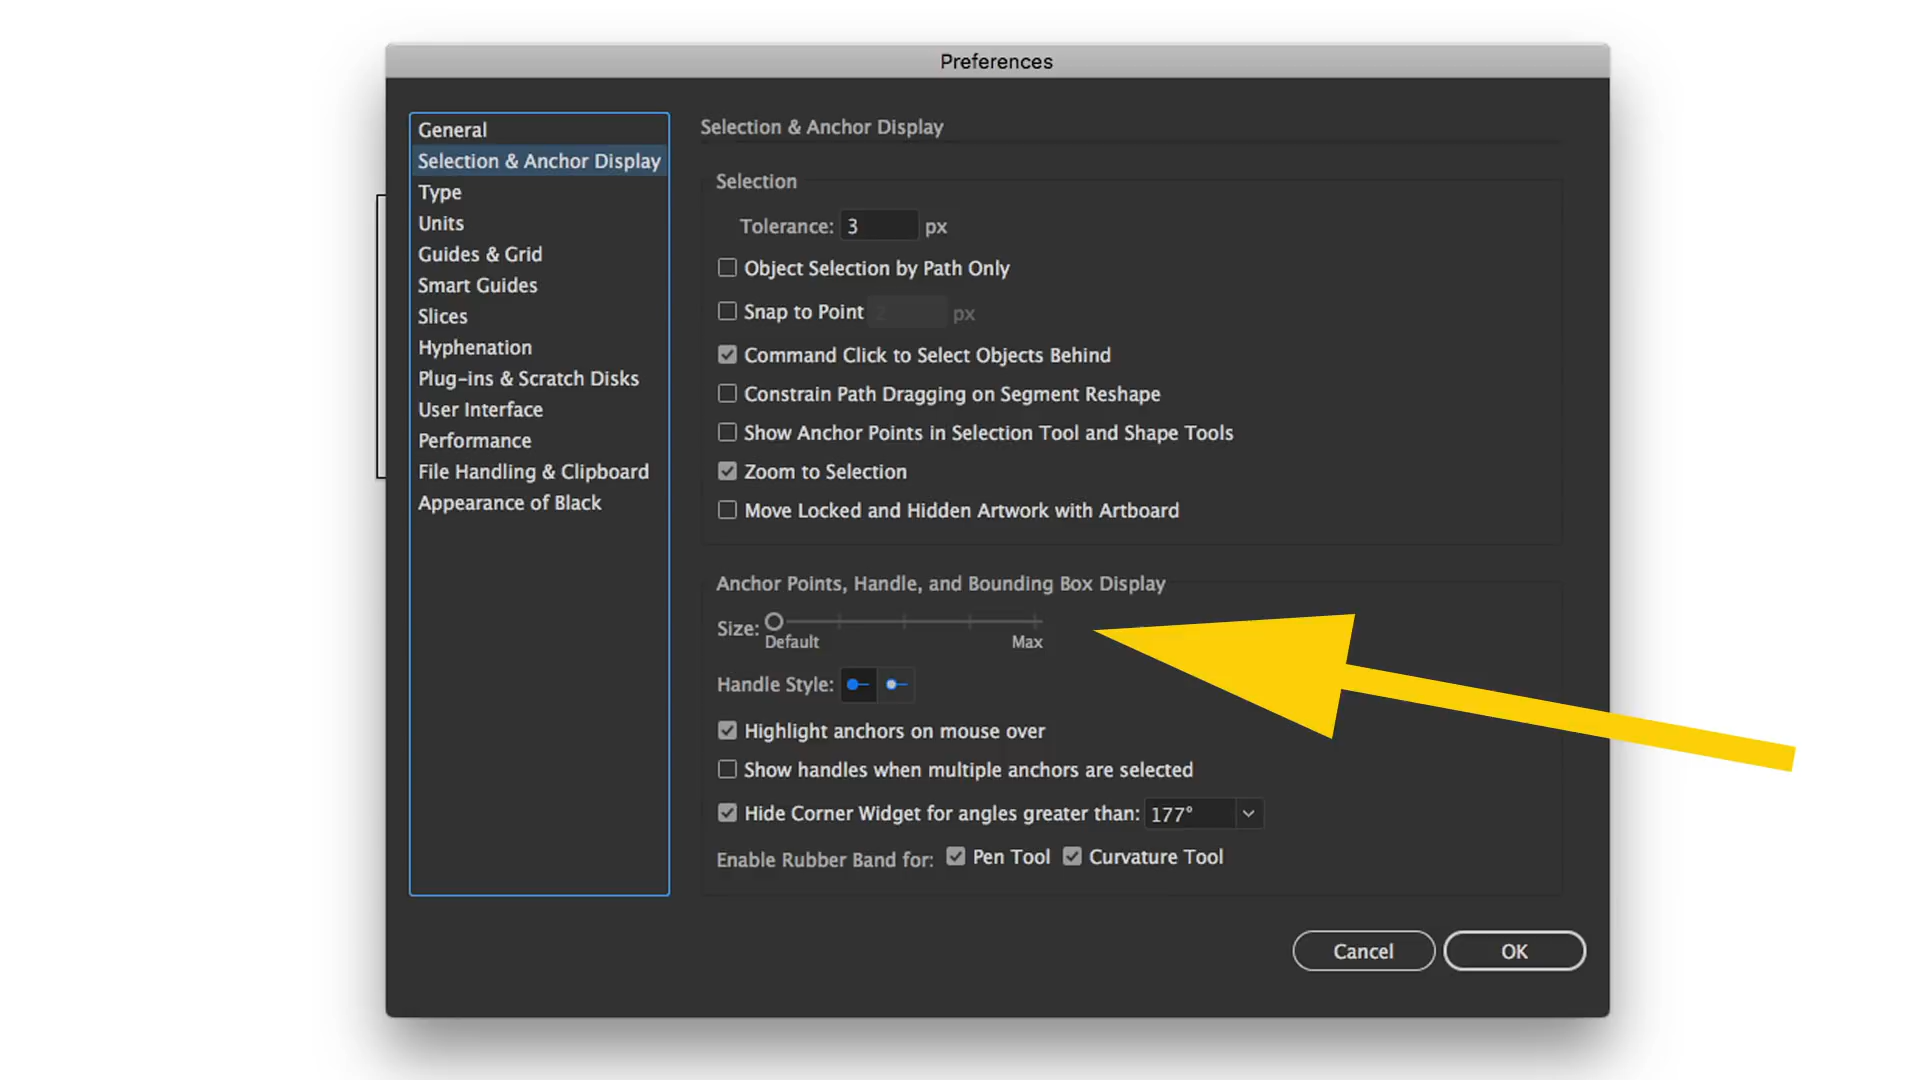 Preferences
General
Selection & Anchor Display
Type
Units
Guides & Grid
Smart Guides
Slices
Hyphenation
Plug-ins & Scratch Disks
User Interface
Performance
File Handling & Clipboard
Appearance of Black
Selection & Anchor Display
Selection
Tolerance: 3 px
Object Selection by Path Only
Snap to Point 2 px
Command Click to Select Objects Behind
Constrain Path Dragging on Segment Reshape
Show Anchor Points in Selection Tool and Shape Tools
Zoom to Selection
Move Locked and Hidden Artwork with Artboard
Anchor Points, Handle, and Bounding Box Display
Size:
Default Max
Handle Style:
Highlight anchors on mouse over
Show handles when multiple anchors are selected
Hide Corner Widget for angles greater than: 177°
Enable Rubber Band for: Pen Tool Curvature Tool
Cancel OK